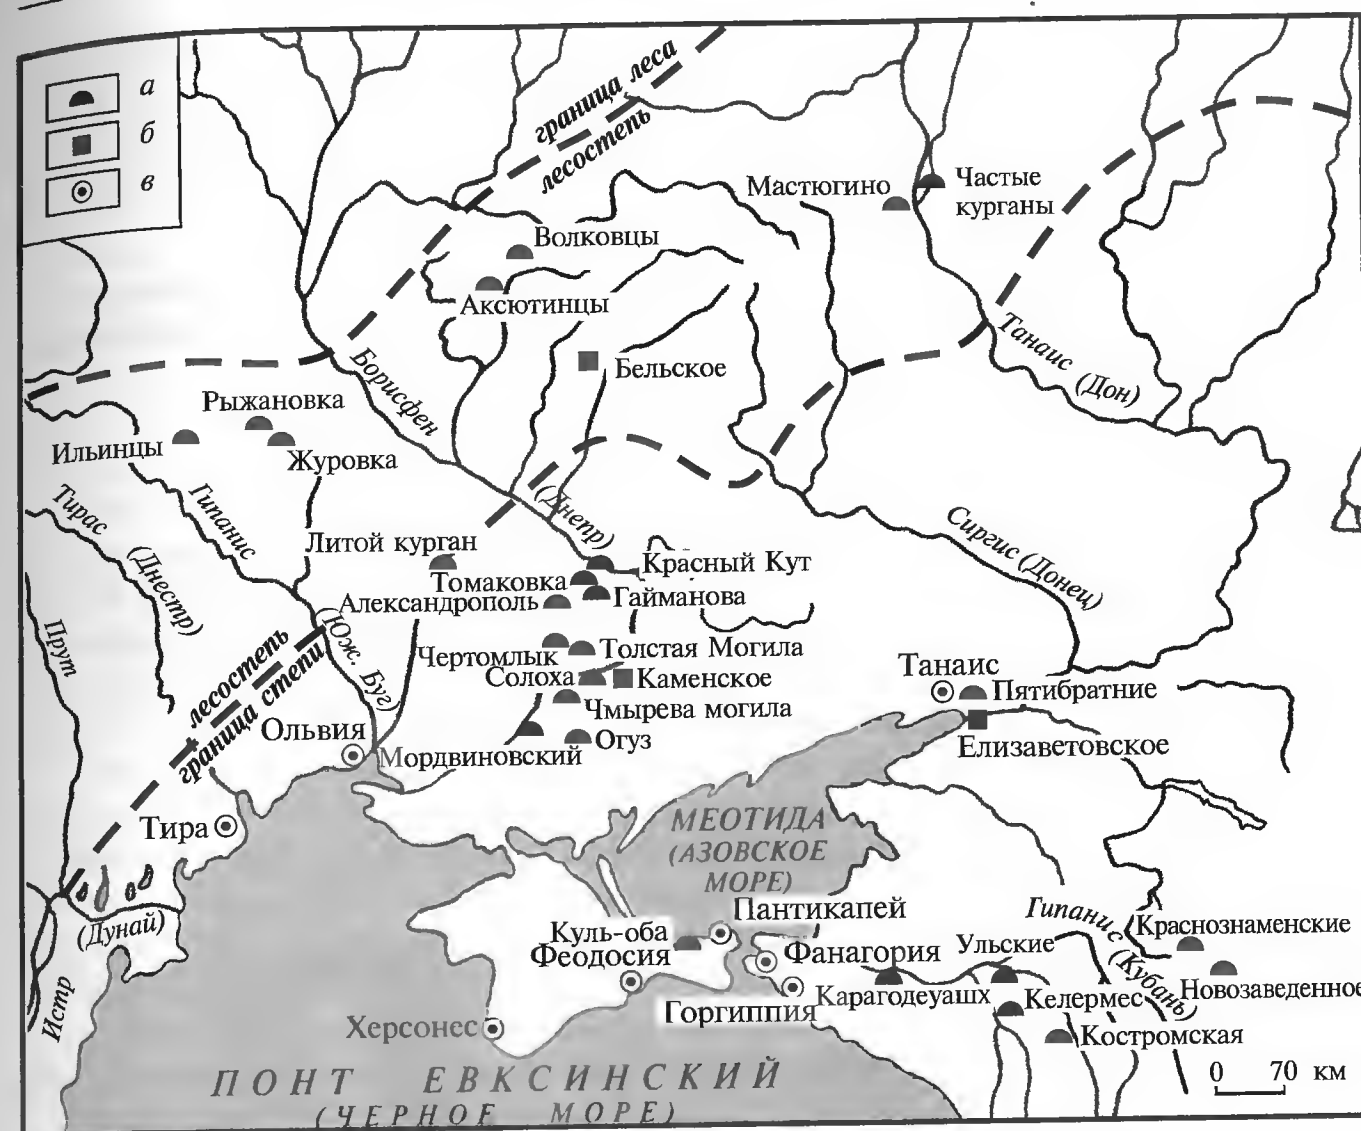 а
б
в
граница леса
лесостепь
Мастюгино
Частые
курганы
Волковцы
Аксютинцы
Танаис (Дон)
Борисфен
(Днепр)
Бельское
Рыжановка
Ильинцы
Журовка
Тирас
(Днестр)
Гипанис
(Юж. Буг)
Сиргис (Донец)
Литой курган
Красный Кут
Томаковка
Гайманова
Александрополь
Прут
Чертомлык
Толстая Могила
Солоха
Каменское
Чмырева могила
Огуз
Мордвиновский
лесостепь
граница степи
Ольвия
Танаис
Пятибратние
Елизаветовское
Тира
МЕОТИДА
(АЗОВСКОЕ
МОРЕ)
(Дунай)
Истр
Пантикапей
Куль-оба
Феодосия
Фанагория
Ульские
Гипанис
(Кубань)
Краснознаменские
Горгиппия
Карагодеуашх
Келермес
Новозаведенное
Херсонес
Костромская
ПОНТ ЕВКСИНСКИЙ
(ЧЕРНОЕ МОРЕ)
0 70 км